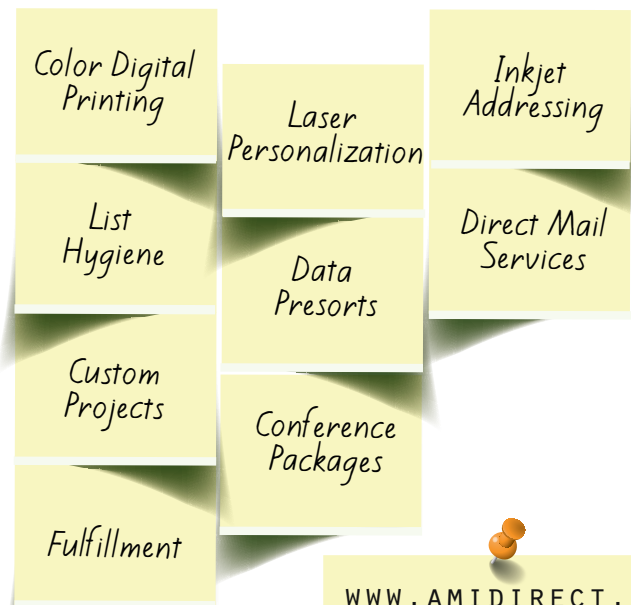 Color Digital
Printing
List
Hygiene
Custom
Projects
Fulfillment
Laser
Personalization
Data
Presorts
Conference
Packages
Inkjet
Addressing
Direct Mail
Services
WWW.AMIDIRECT.